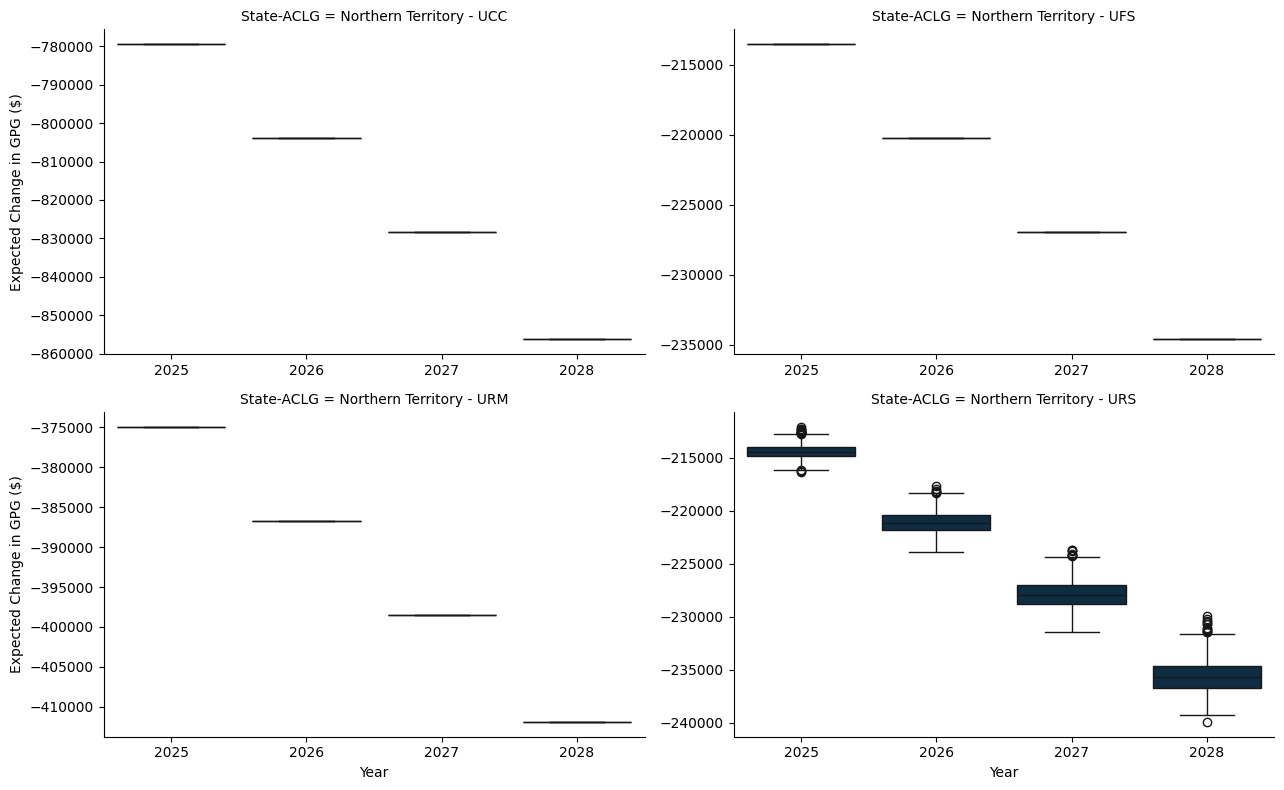 State-ACLG = Northern Territory - UCC
Expected Change in GPG ($)
−780000
−790000
−800000
−810000
−820000
−830000
−840000
−850000
−860000
2025 2026 2027 2028
State-ACLG = Northern Territory - UFS
−215000
−220000
−225000
−230000
−235000
2025 2026 2027 2028
State-ACLG = Northern Territory - URM
Expected Change in GPG ($)
−375000
−380000
−385000
−390000
−395000
−400000
−405000
−410000
2025 2026 2027 2028
Year
State-ACLG = Northern Territory - URS
−215000
−220000
−225000
−230000
−235000
−240000
2025 2026 2027 2028
Year